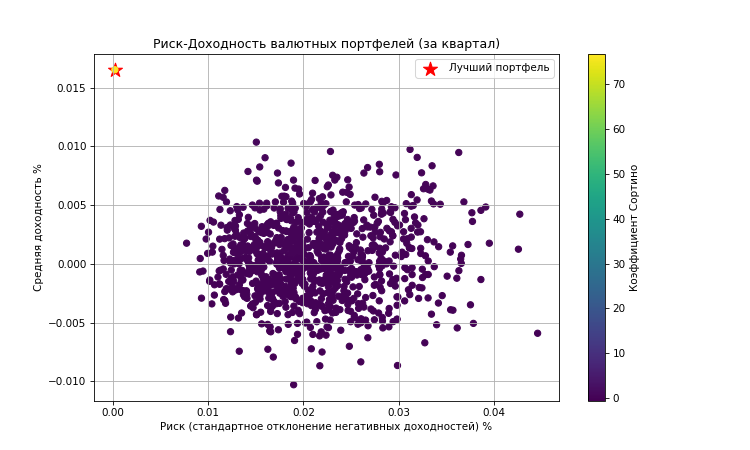 Риск-Доходность валютных портфелей (за квартал)
Лучший портфель
Средняя доходность %
0.015
0.010
0.005
0.000
−0.005
−0.010
0.00 0.01 0.02 0.03 0.04
Риск (стандартное отклонение негативных доходностей) %
70
60
50
40
30
20
10
0
Коэффициент Сортино